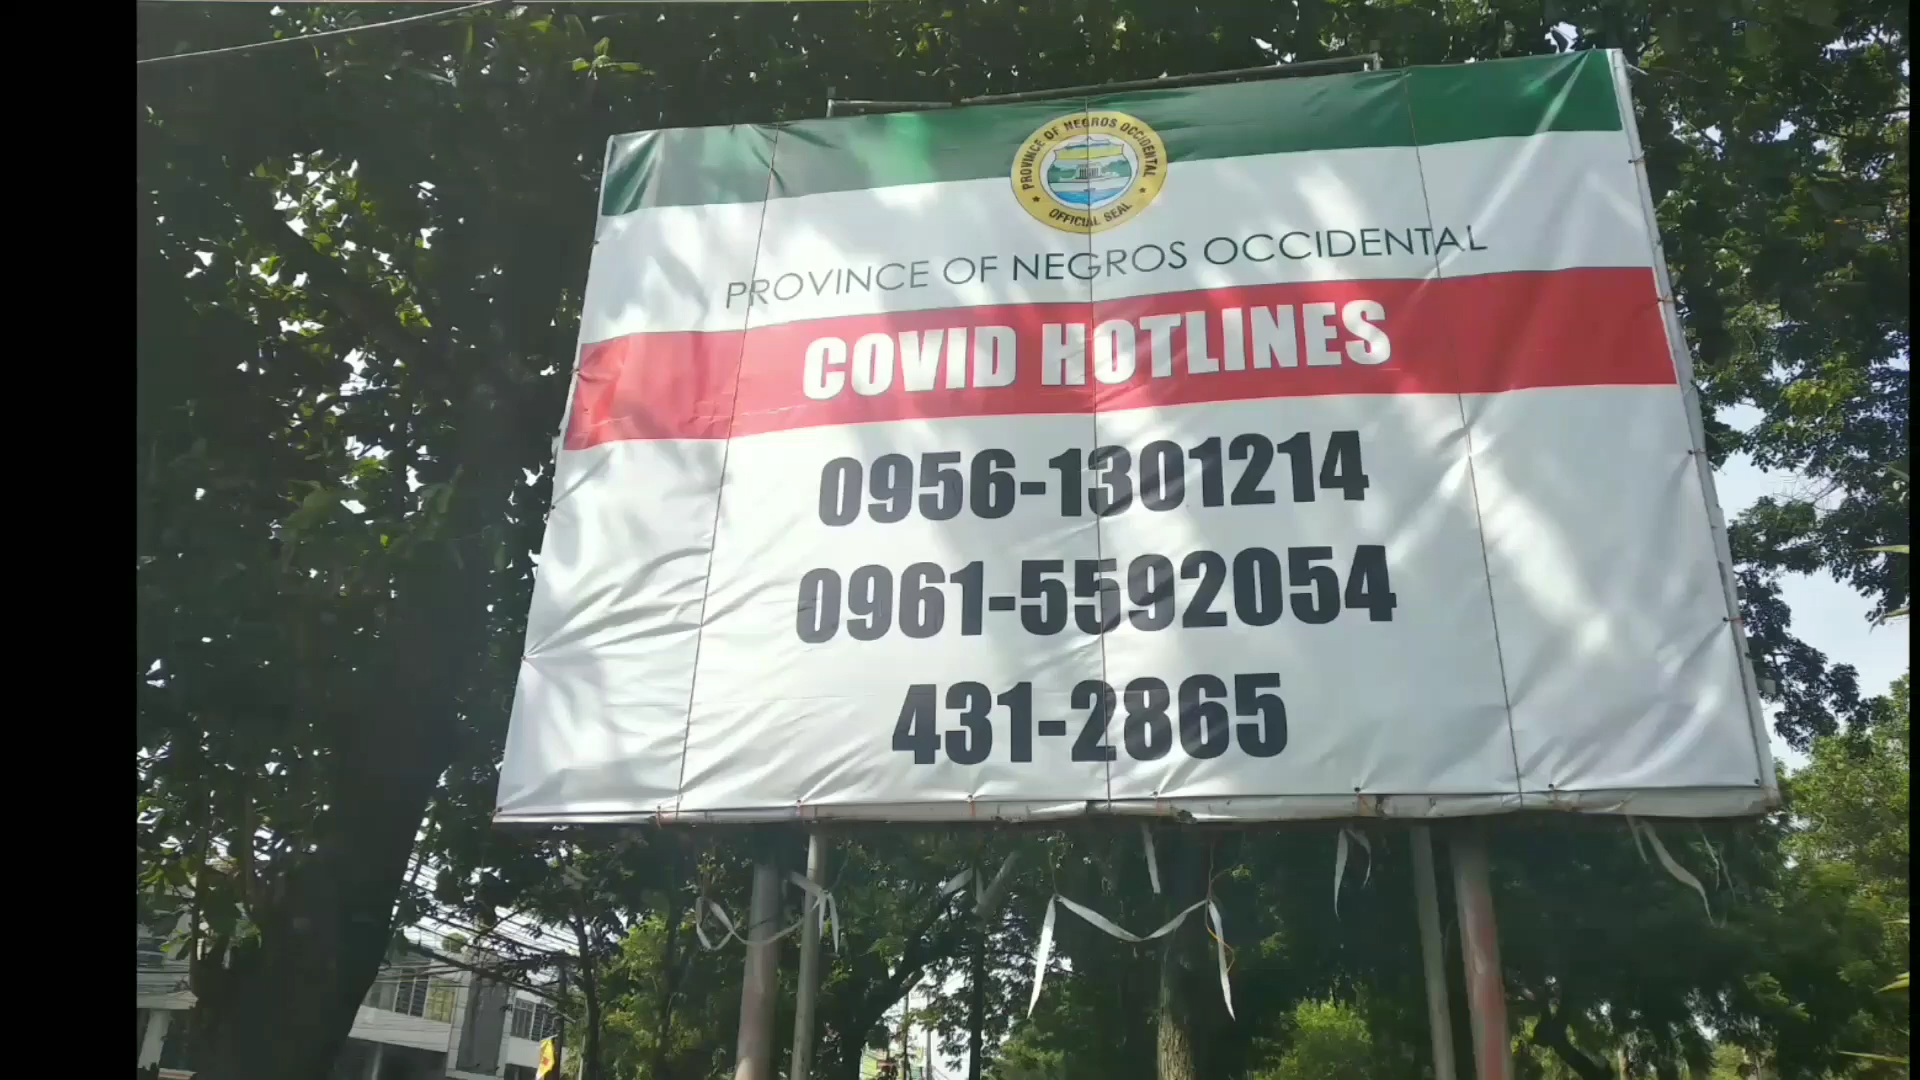 PROVINCE OF NEGROS OCCIDENTAL
OFFICIAL SEAL
PROVINCE OF NEGROS OCCIDENTAL
COVID HOTLINES
0956-1301214
0961-5592054
431-2865